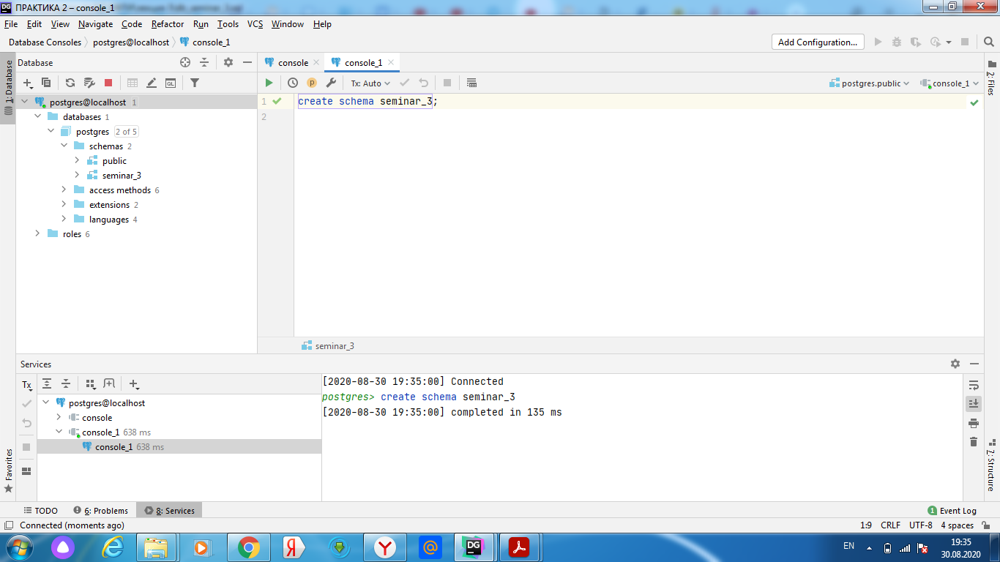 ПРАКТИКА 2 – console_1
File Edit View Navigate Code Refactor Run Tools VCS Window Help
Database Consoles postgres@localhost console_1 Add Configuration...
1: Database
Database
console console_1
Tx: Auto postgres.public console_1
postgres@localhost 1
databases 1
postgres 2 of 5
schemas 2
public
seminar_3
access methods 6
extensions 2
languages 4
roles 6
1 create schema seminar_3;
2
seminar_3
2: Files
Services
Tx
postgres@localhost
console
console_1 638 ms
console_1 638 ms
[2020-08-30 19:35:00] Connected
postgres> create schema seminar_3
[2020-08-30 19:35:00] completed in 135 ms
Favorites
7: Structure
TODO 6: Problems 8: Services 1 Event Log
Connected (moments ago) 1:9 CRLF UTF-8 4 spaces
EN 19:35
30.08.2020